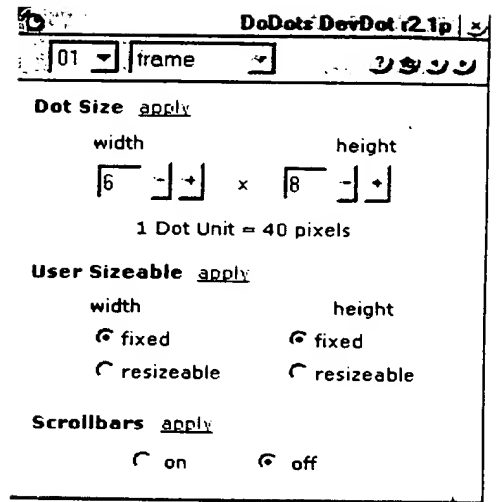 DoDots DevDot r2.1p
01 frame ?
Dot Size apply
width height
6 - + x 8 - +
1 Dot Unit = 40 pixels
User Sizeable apply
width height
fixed fixed
resizeable resizeable
Scrollbars apply
on off